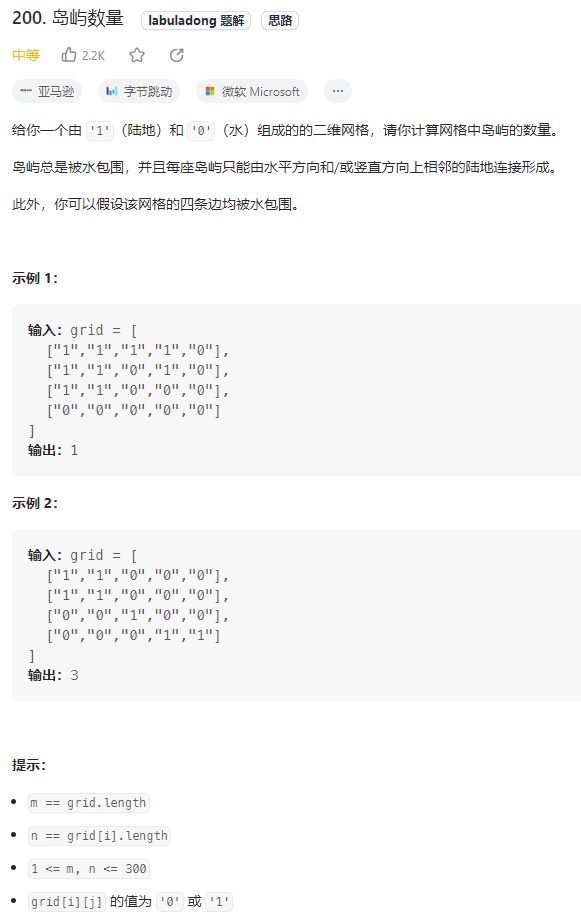 200. 岛屿数量 labuladong 题解 思路
中等 2.2K
亚马逊 字节跳动 微软 Microsoft ...
给你一个由 '1'（陆地）和 '0'（水）组成的的二维网格，请你计算网格中岛屿的数量。
岛屿总是被水包围，并且每座岛屿只能由水平方向和/或竖直方向上相邻的陆地连接形成。
此外，你可以假设该网格的四条边均被水包围。
示例 1：
输入：grid = [
["1","1","1","1","0"],
["1","1","0","1","0"],
["1","1","0","0","0"],
["0","0","0","0","0"]
]
输出：1
示例 2：
输入：grid = [
["1","1","0","0","0"],
["1","1","0","0","0"],
["0","0","1","0","0"],
["0","0","0","1","1"]
]
输出：3
提示：
• m == grid.length
• n == grid[i].length
• 1 <= m, n <= 300
• grid[i][j] 的值为 '0' 或 '1'